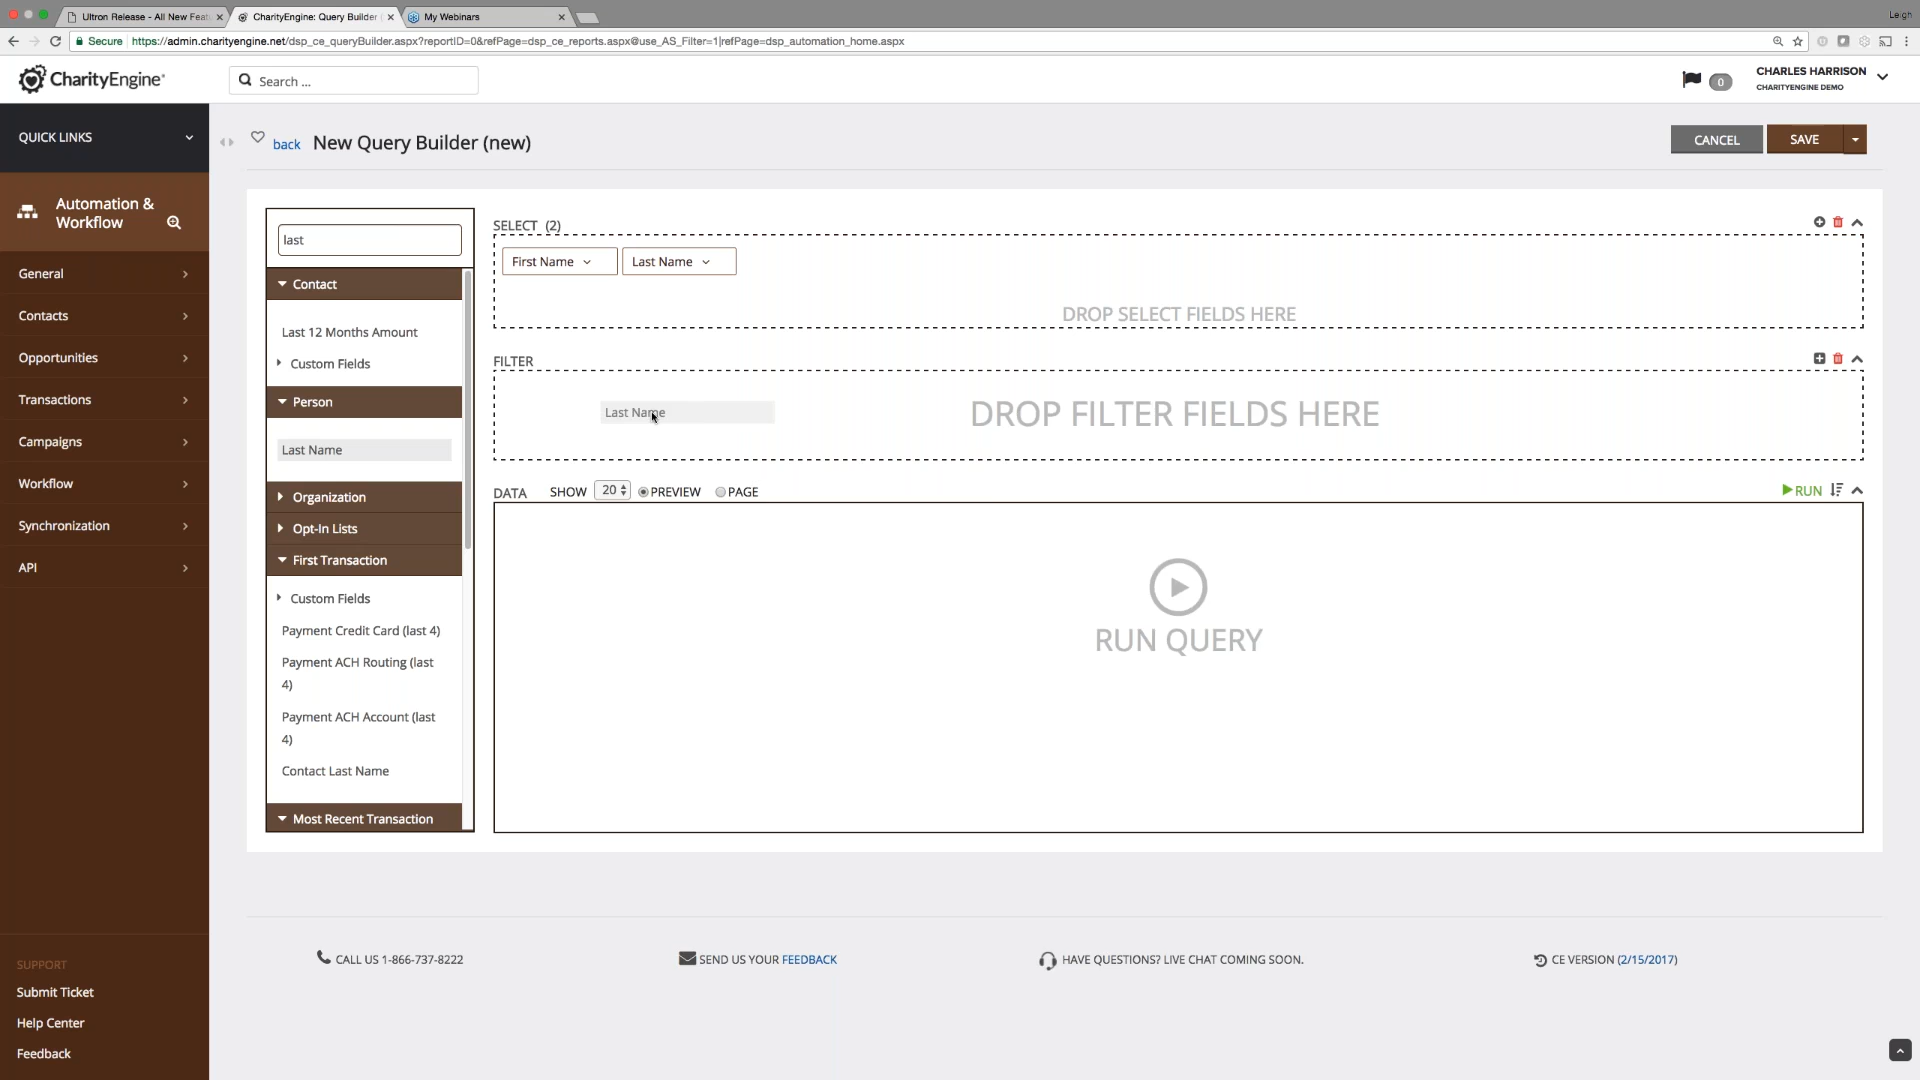 Leigh
Ultron Release - All New Feat
CharityEngine: Query Builder
My Webinars
Secure https://admin.charityengine.net/dsp_ce_queryBuilder.aspx?reportID=0&refPage=dsp_ce_reports.aspx@use_AS_Filter=1|refPage=dsp_automation_home.aspx
CharityEngine
Search ...
0
CHARLES HARRISON
CHARITYENGINE DEMO
QUICK LINKS
back New Query Builder (new)
CANCEL
SAVE
Automation &
Workflow
General
Contacts
Opportunities
Transactions
Campaigns
Workflow
Synchronization
API
SUPPORT
Submit Ticket
Help Center
Feedback
last
Contact
Last 12 Months Amount
Custom Fields
Person
Last Name
Organization
Opt-In Lists
First Transaction
Custom Fields
Payment Credit Card (last 4)
Payment ACH Routing (last
4)
Payment ACH Account (last
4)
Contact Last Name
Most Recent Transaction
SELECT (2)
First Name
Last Name
DROP SELECT FIELDS HERE
FILTER
Last Name
DROP FILTER FIELDS HERE
DATA SHOW 20 PREVIEW PAGE
RUN
RUN QUERY
CALL US 1-866-737-8222
SEND US YOUR FEEDBACK
HAVE QUESTIONS? LIVE CHAT COMING SOON.
CE VERSION (2/15/2017)